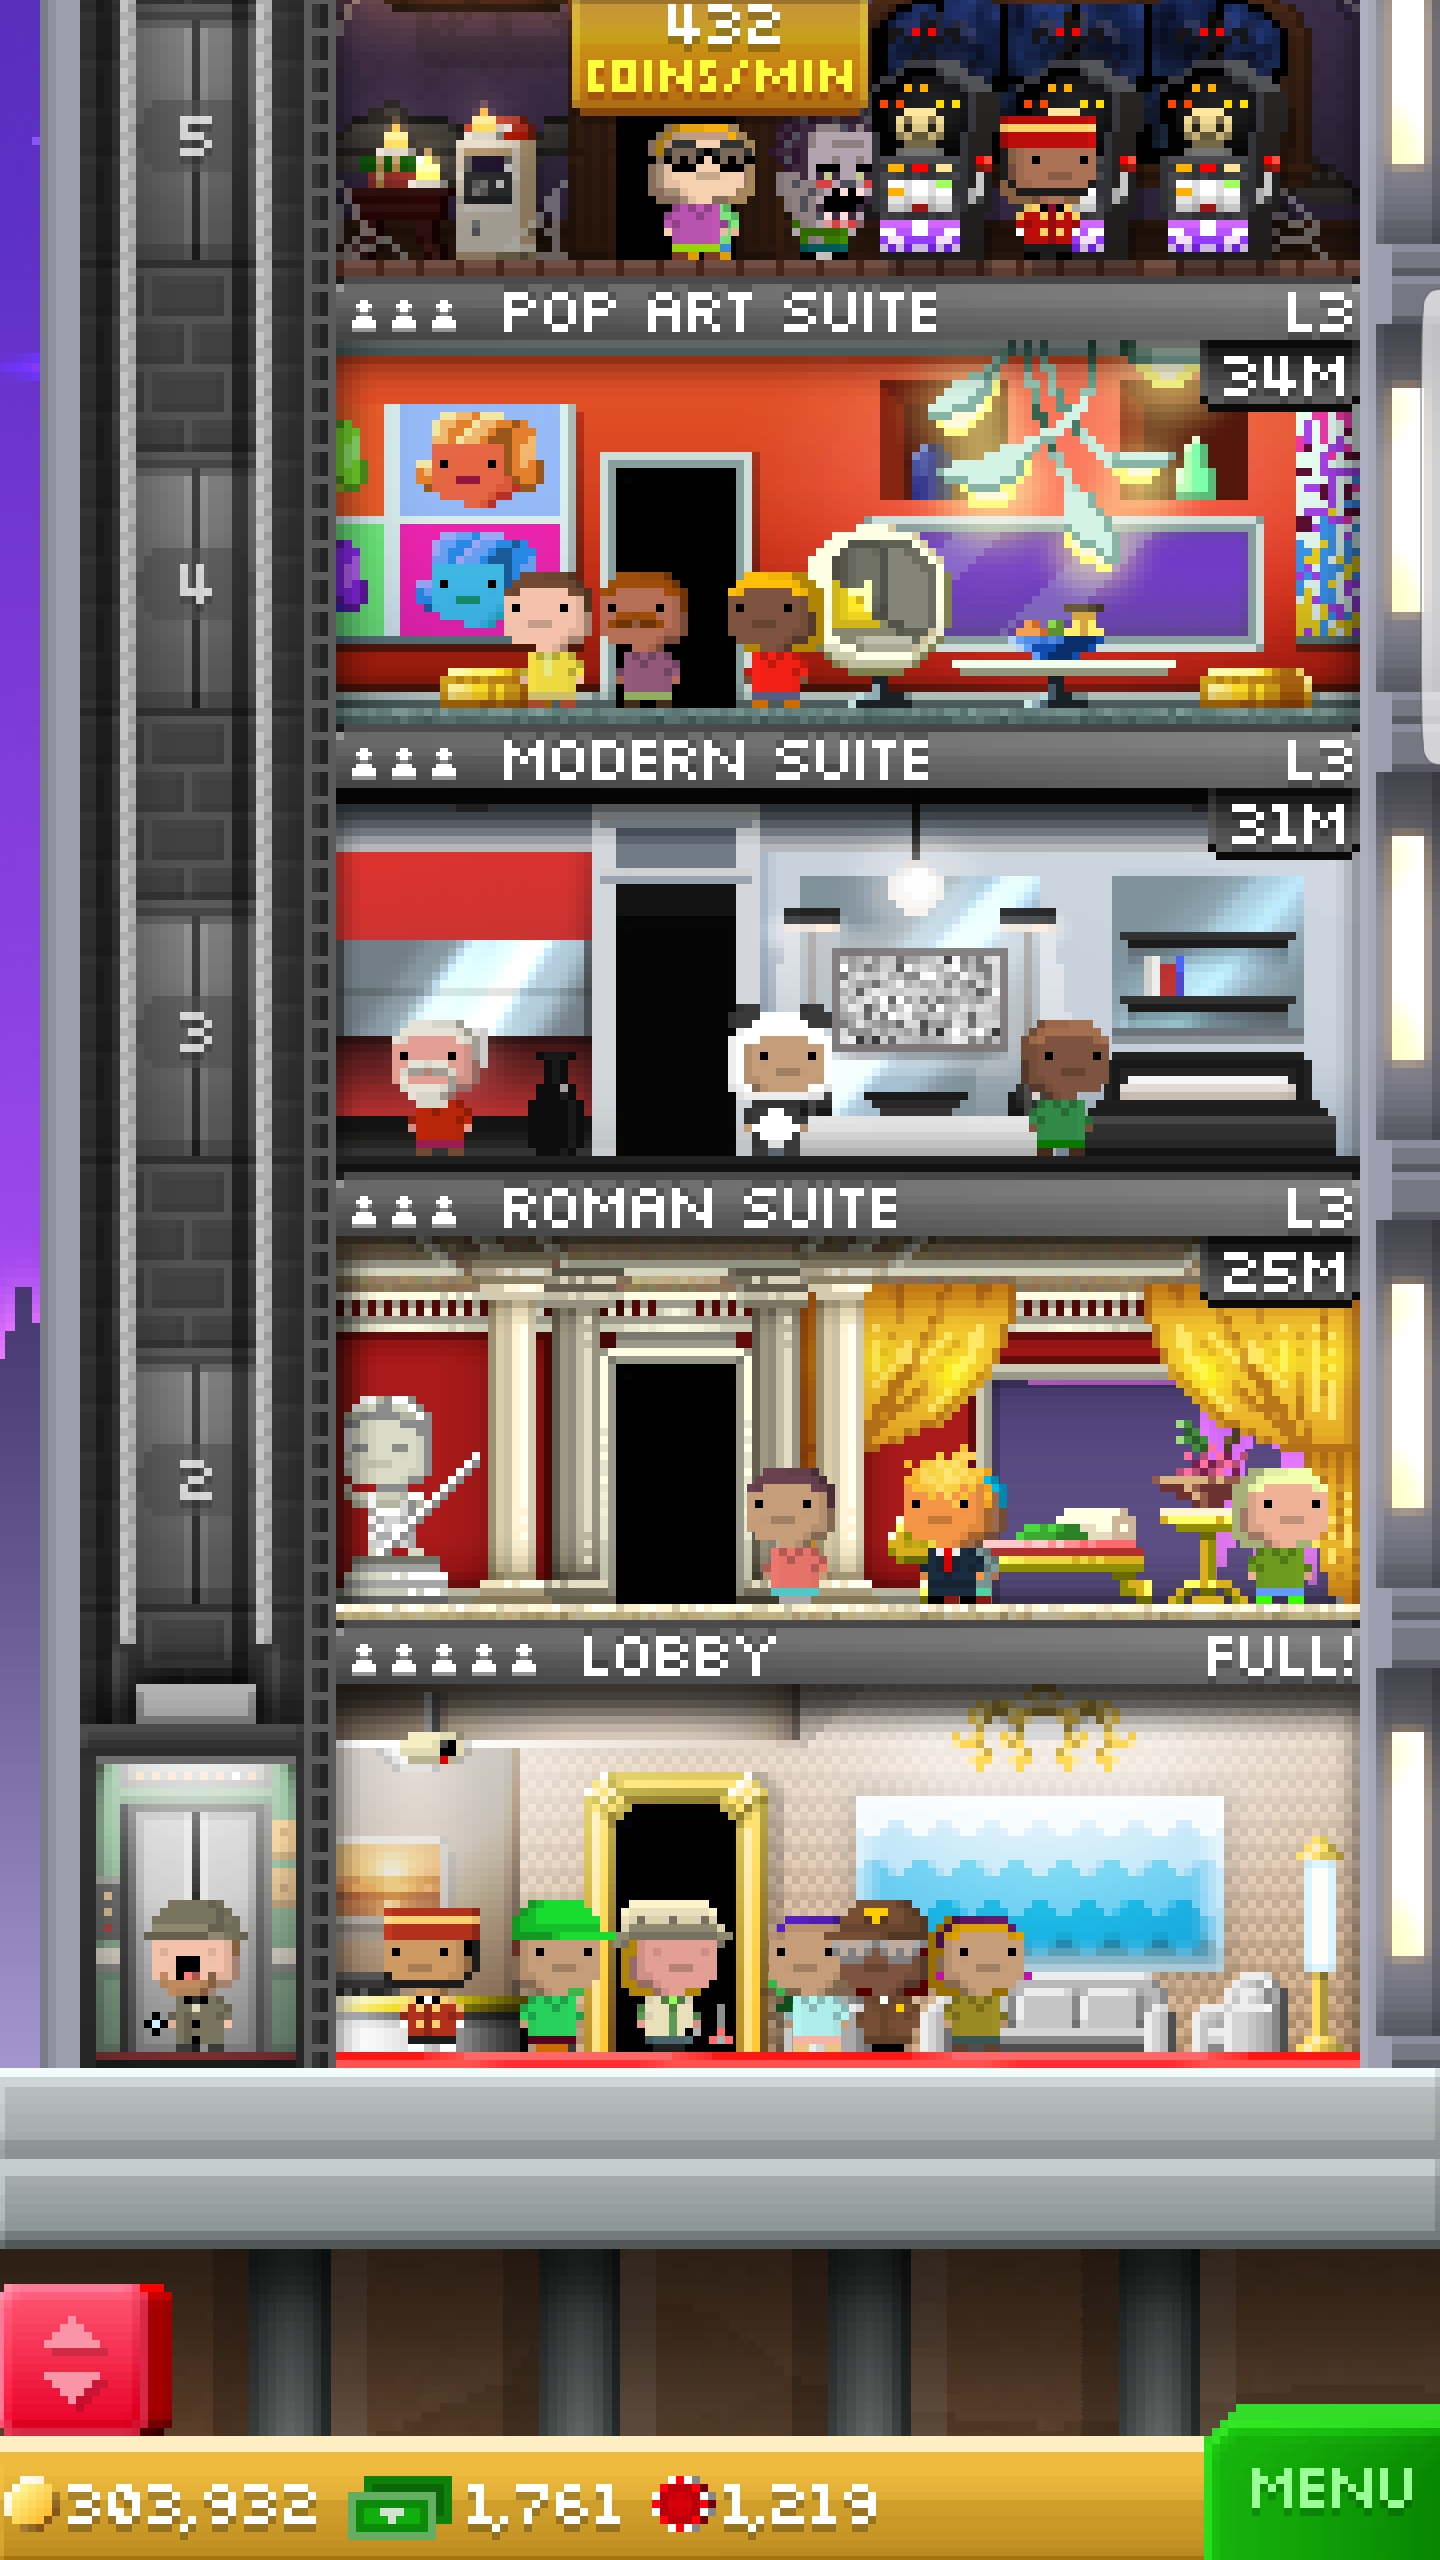 432
COINS/MIN
5
POP ART SUITE L3
34M
4
MODERN SUITE L3
31M
3
ROMAN SUITE L3
25M
2
LOBBY FULL!
303,932 1,761 1,219
MENU